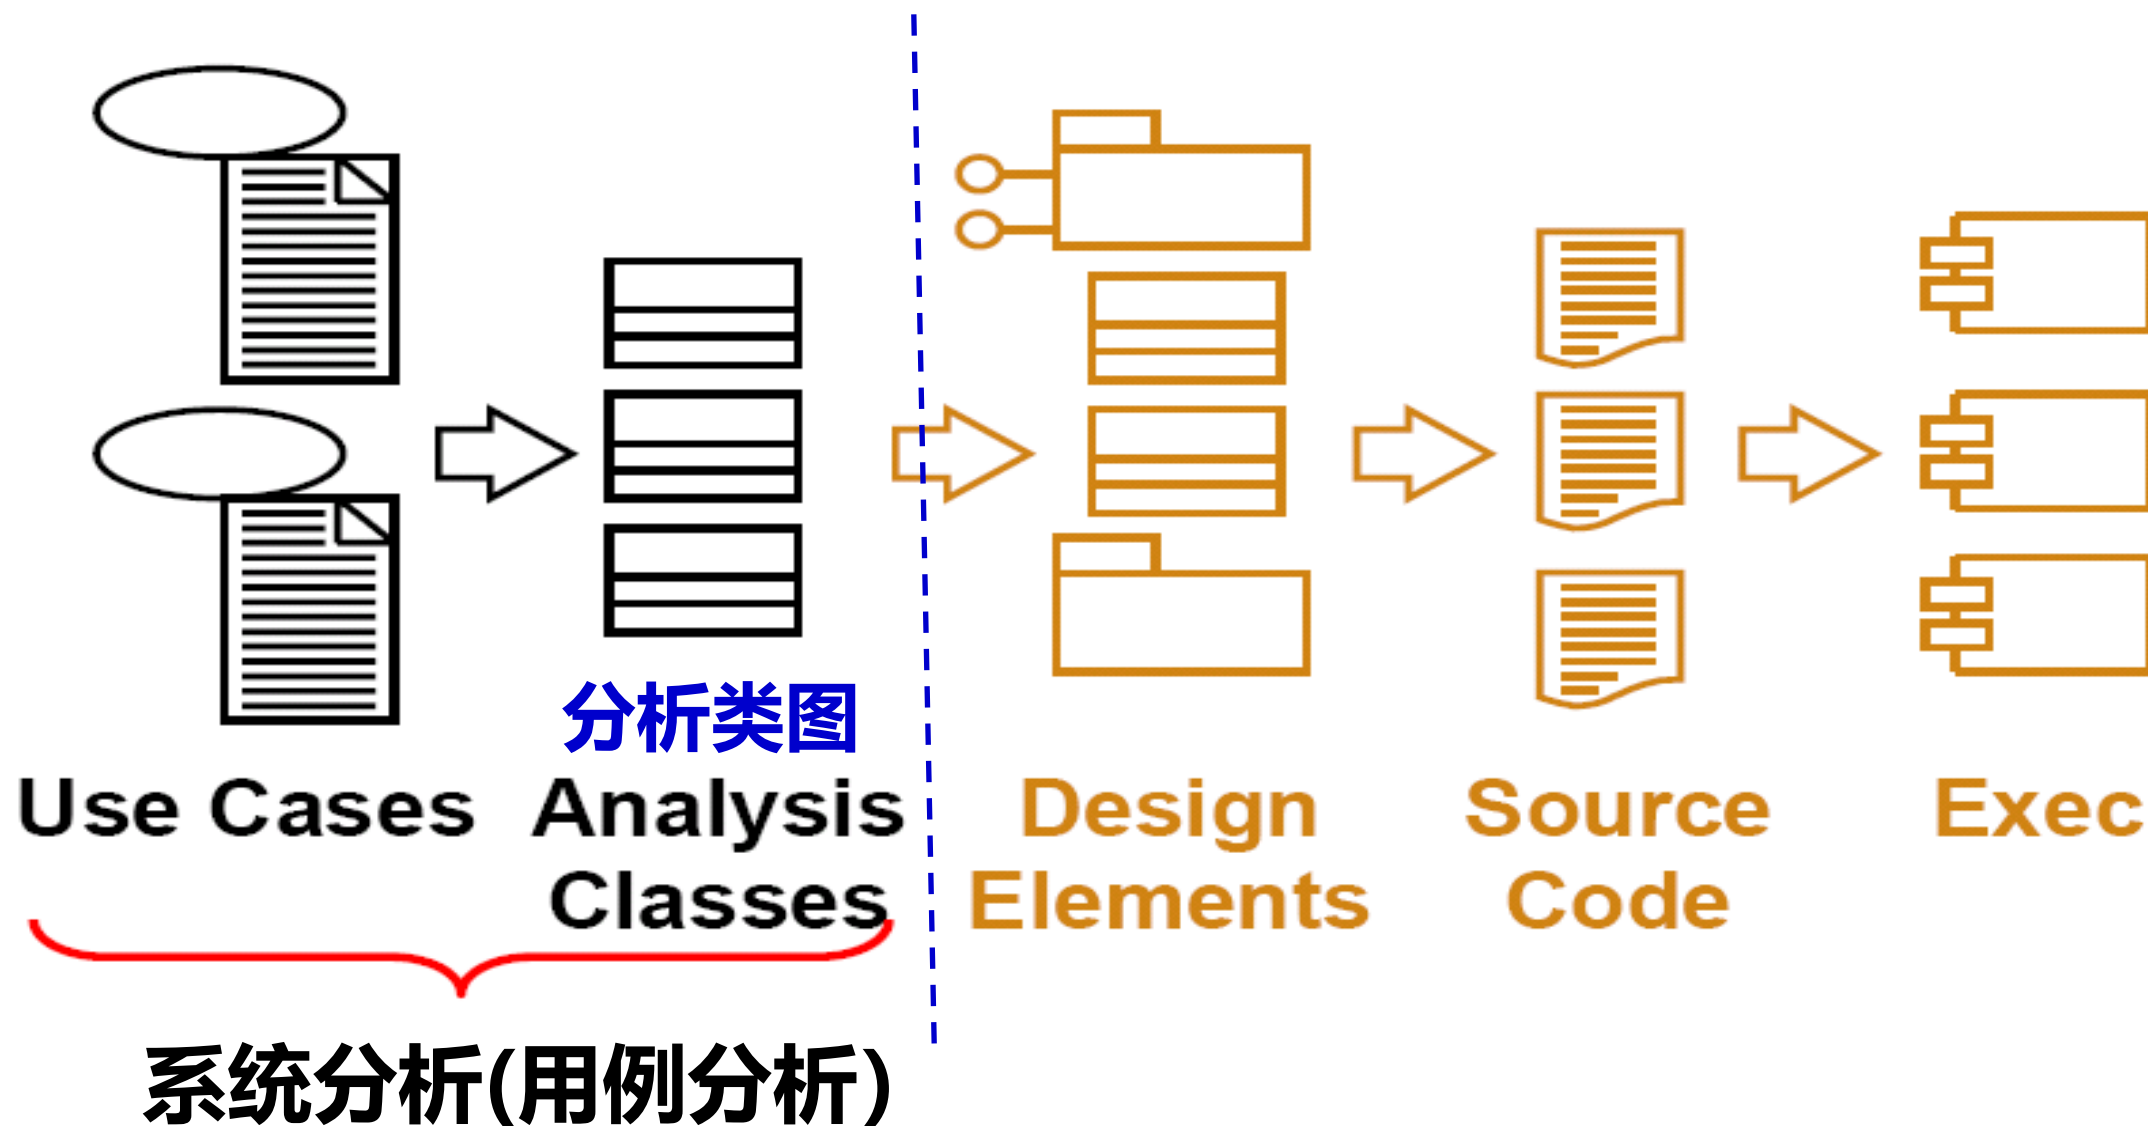 分析类图
Use Cases
Analysis
Classes
Design
Elements
Source
Code
Exec
系统分析(用例分析)